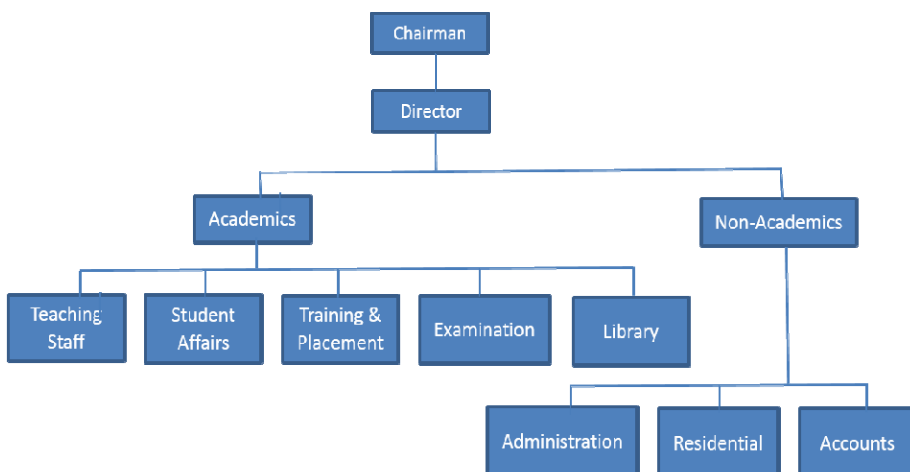 Chairman
Director
Academics
Non-Academics
Teaching
Staff
Student
Affairs
Training &
Placement
Examination
Library
Administration
Residential
Accounts